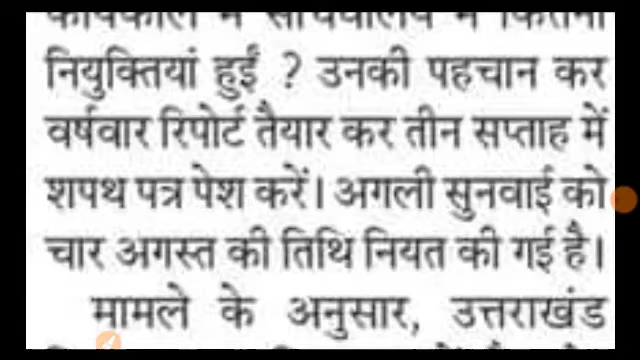 नियुक्तियां हुईं ? उनकी पहचान कर
वर्षवार रिपोर्ट तैयार कर तीन सप्ताह में
शपथ पत्र पेश करें। अगली सुनवाई को
चार अगस्त की तिथि नियत की गई है।
मामले के अनुसार, उत्तराखंड